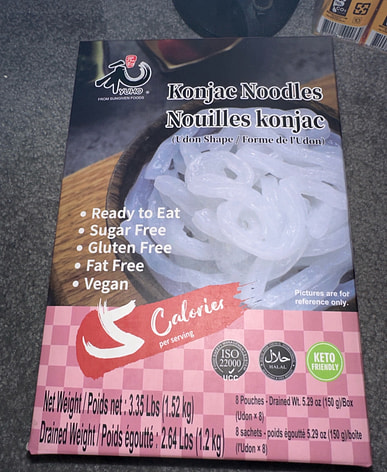 YUHO ®
FROM SUNGIVEN FOODS
Konjac Noodles
Nouilles konjac
(Udon Shape / Forme de l'Udon)
• Ready to Eat
• Sugar Free
• Gluten Free
• Fat Free
• Vegan
Pictures are for
reference only.
5 Calories
per serving
ISO
22000
UCC
حلال
HALAL
KETO
FRIENDLY
Net Weight / Poids net : 3.35 Lbs (1.52 kg)
Drained Weight / Poids égoutté : 2.64 Lbs (1.2 kg)
8 Pouches - Drained Wt. 5.29 oz (150 g)/Box
(Udon × 8)
8 sachets - poids égoutté 5.29 oz (150 g)/boîte
(l'Udon × 8)